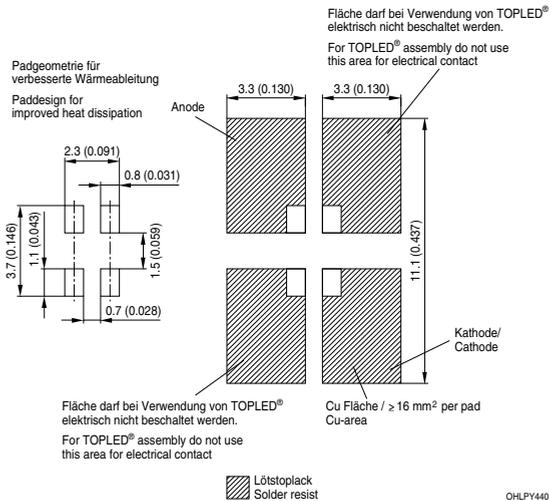 Fläche darf bei Verwendung von TOPLED®
elektrisch nicht beschaltet werden.
For TOPLED® assembly do not use
this area for electrical contact
Padgeometrie für
verbesserte Wärmeableitung
Paddesign for
improved heat dissipation
3.3 (0.130)
3.3 (0.130)
Anode
2.3 (0.091)
0.8 (0.031)
3.7 (0.146)
1.1 (0.043)
1.5 (0.059)
0.7 (0.028)
11.1 (0.437)
Kathode/
Cathode
Fläche darf bei Verwendung von TOPLED®
elektrisch nicht beschaltet werden.
For TOPLED® assembly do not use
this area for electrical contact
Cu Fläche / ≥ 16 mm² per pad
Cu-area
Lötstoplack
Solder resist
OHLPY440